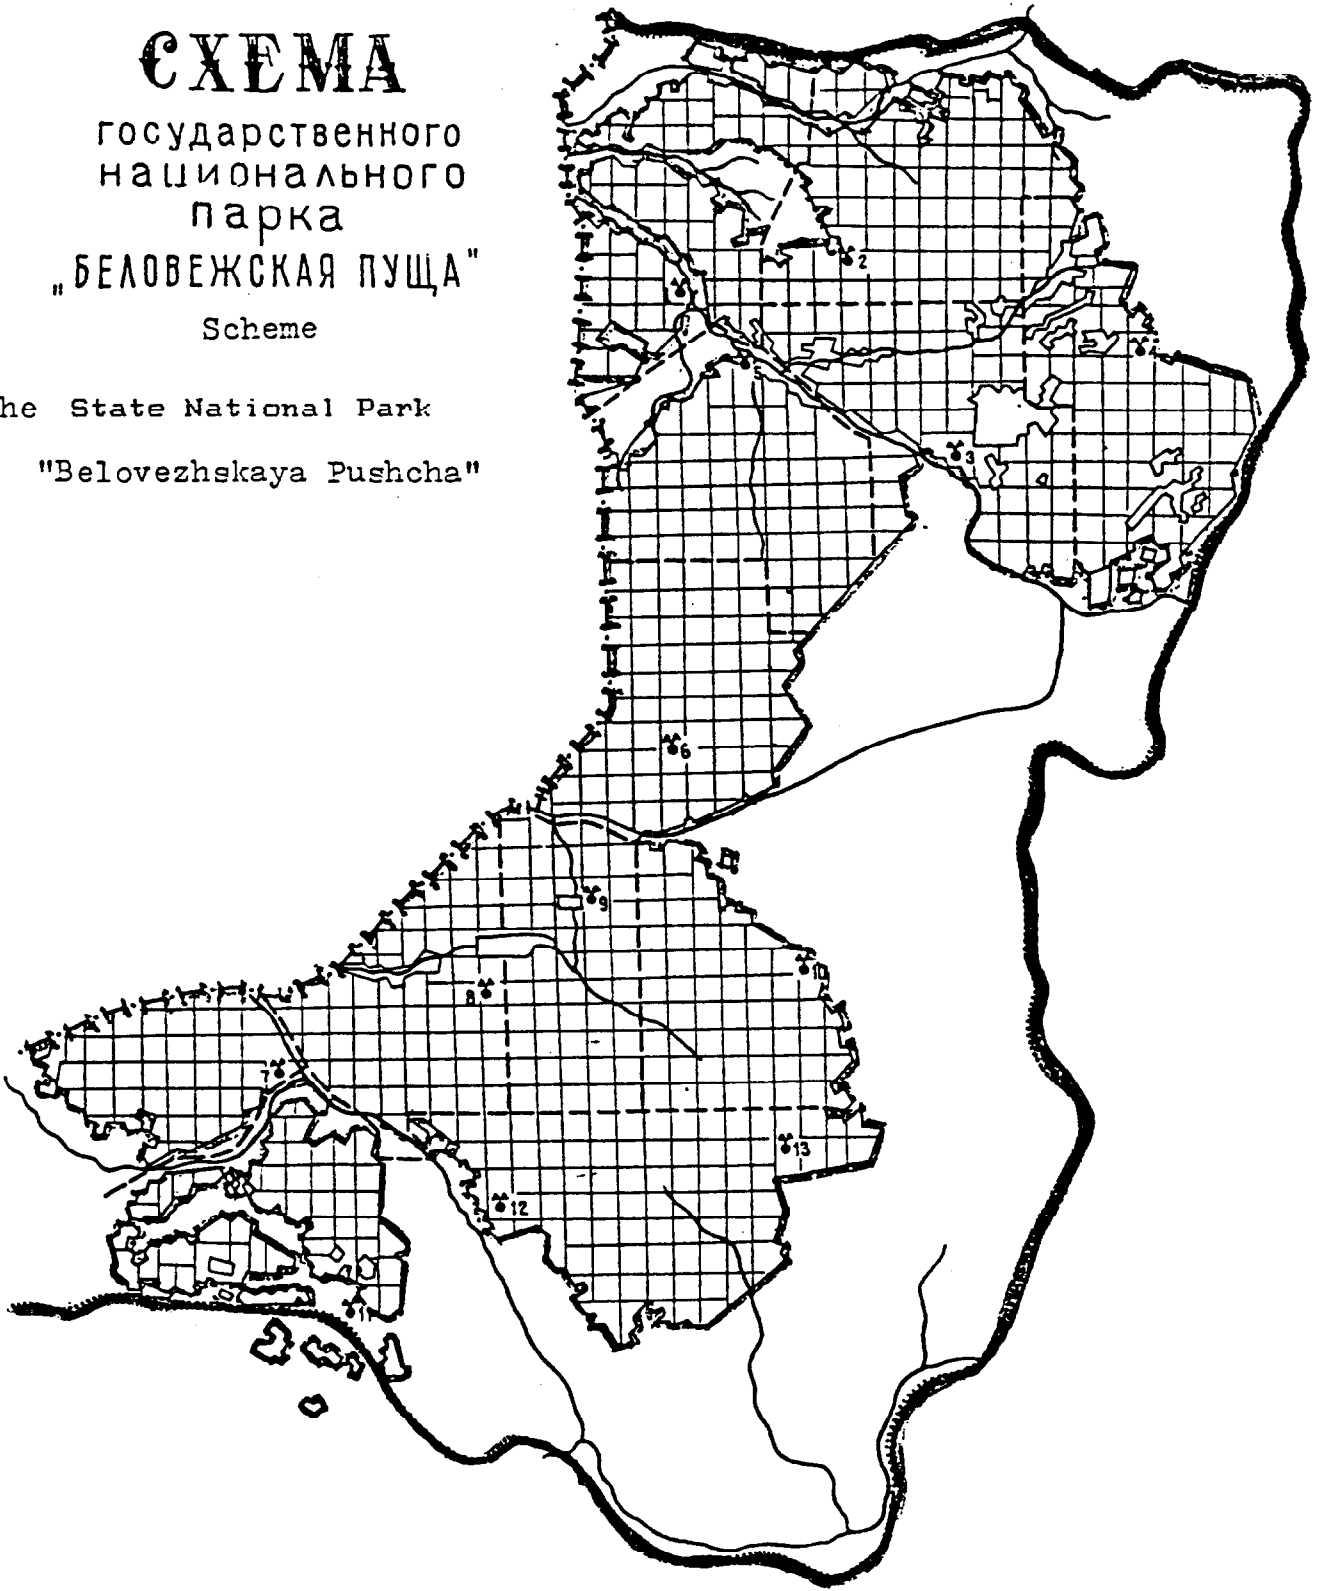 СХЕМА
государственного
национального
парка
„БЕЛОВЕЖСКАЯ ПУЩА"
Scheme
he State National Park
"Belovezhskaya Pushcha"
2
5
3
6
9
10
8
7
13
12
11